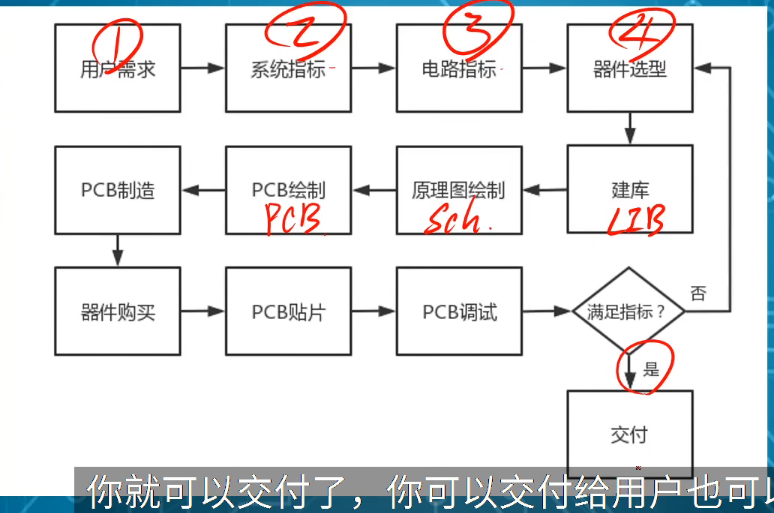 ① ② ③ ④
用户需求 系统指标 电路指标 器件选型
PCB制造 PCB绘制 原理图绘制 建库
PCB Sch. LIB
器件购买 PCB贴片 PCB调试 满足指标？ 否
是
交付
你就可以交付了，你可以交付给用户也可以